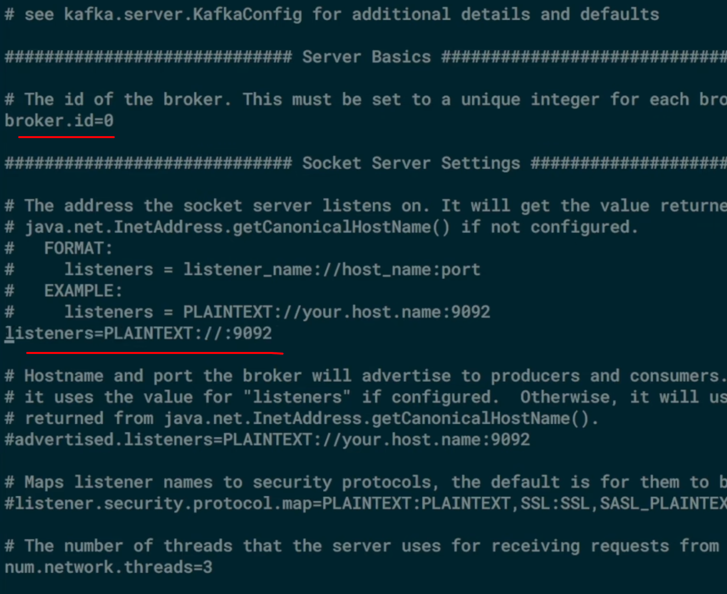 # see kafka.server.KafkaConfig for additional details and defaults
############################# Server Basics #############################
# The id of the broker. This must be set to a unique integer for each bro
broker.id=0
############################# Socket Server Settings ####################
# The address the socket server listens on. It will get the value returne
# java.net.InetAddress.getCanonicalHostName() if not configured.
#   FORMAT:
#     listeners = listener_name://host_name:port
#   EXAMPLE:
#     listeners = PLAINTEXT://your.host.name:9092
listeners=PLAINTEXT://:9092
# Hostname and port the broker will advertise to producers and consumers.
# it uses the value for "listeners" if configured.  Otherwise, it will us
# returned from java.net.InetAddress.getCanonicalHostName().
#advertised.listeners=PLAINTEXT://your.host.name:9092
# Maps listener names to security protocols, the default is for them to b
#listener.security.protocol.map=PLAINTEXT:PLAINTEXT,SSL:SSL,SASL_PLAINTEX
# The number of threads that the server uses for receiving requests from
num.network.threads=3